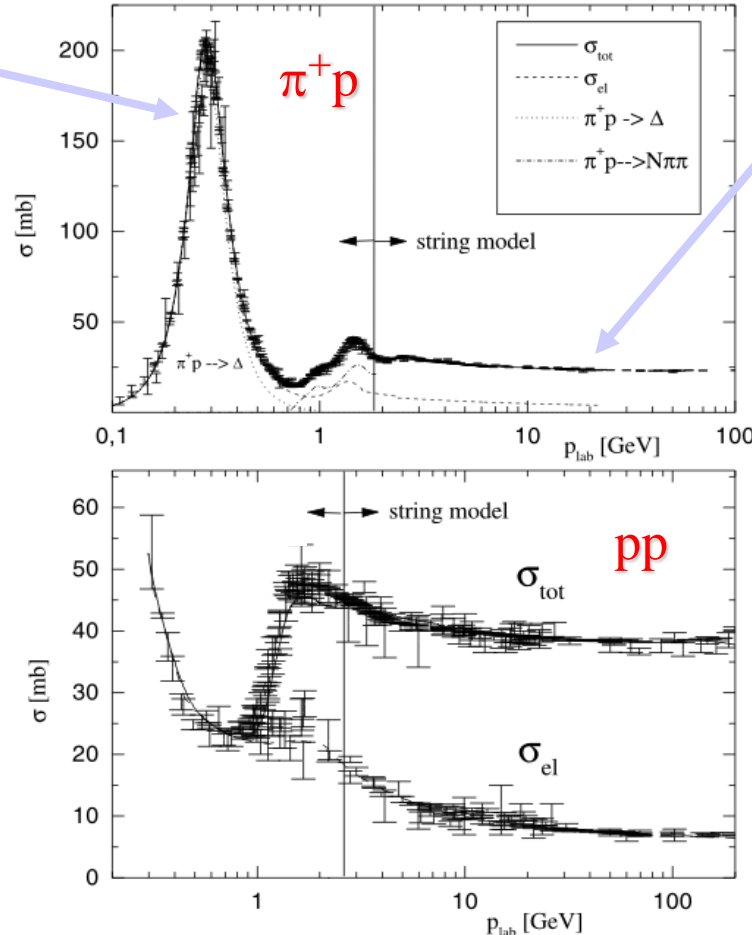 200
150
100
50
σ [mb]
π⁺p
σ_tot
σ_el
π⁺p -> Δ
π⁺p-->Nππ
string model
π⁺p --> Δ
0,1
1
10
100
p_lab [GeV]
60
50
40
30
20
10
0
σ [mb]
string model
pp
σ_tot
σ_el
1
10
100
p_lab [GeV]